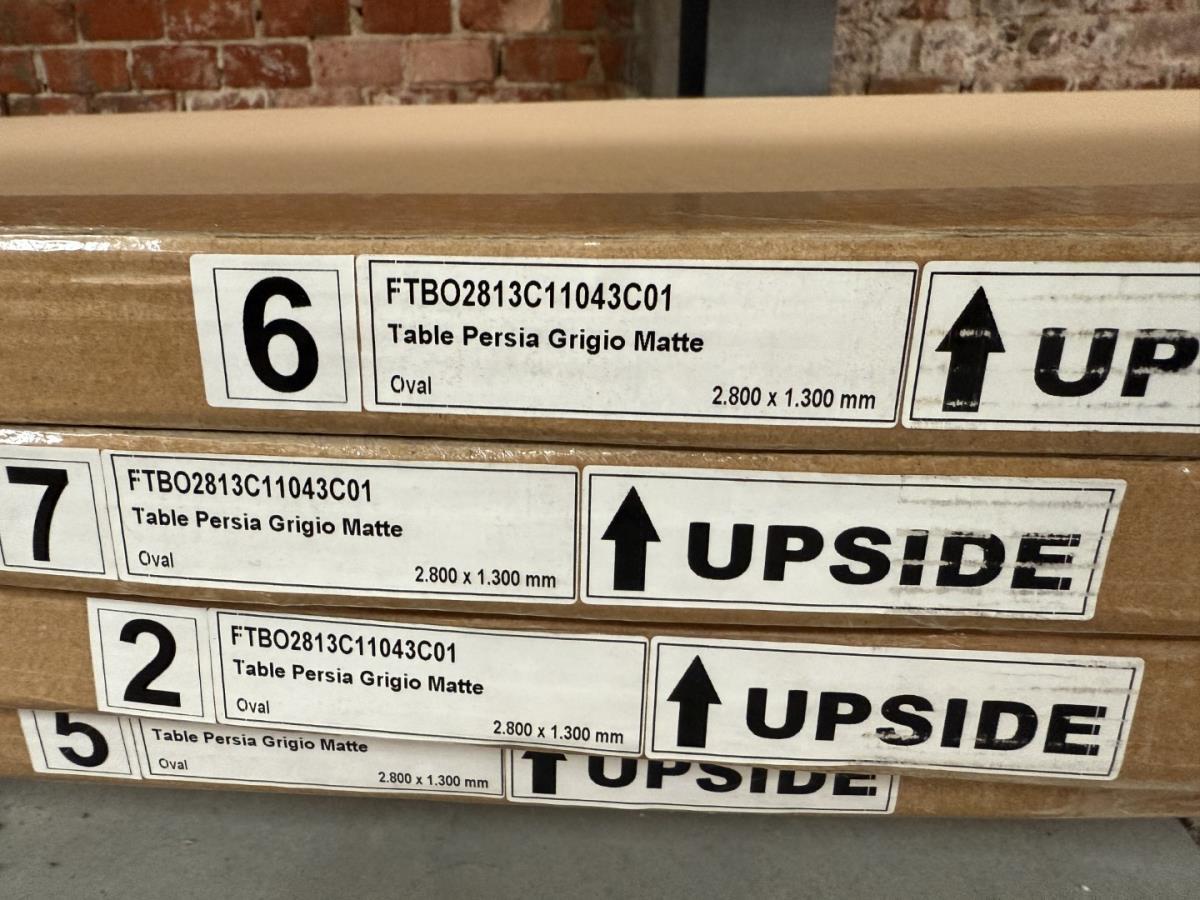 6
FTBO2813C11043C01
Table Persia Grigio Matte
Oval
2.800 x 1.300 mm
UP
7
FTBO2813C11043C01
Table Persia Grigio Matte
Oval
2.800 x 1.300 mm
UPSIDE
2
FTBO2813C11043C01
Table Persia Grigio Matte
Oval
2.800 x 1.300 mm
UPSIDE
5
Table Persia Grigio Matte
Oval
2.800 x 1.300 mm
UPSIDE